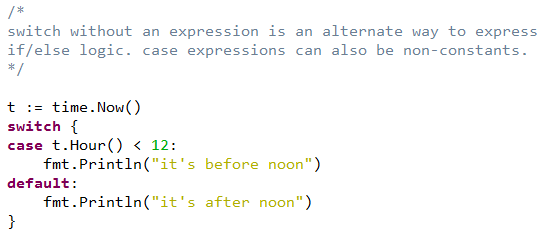 /*
switch without an expression is an alternate way to express
if/else logic. case expressions can also be non-constants.
*/
t := time.Now()
switch {
case t.Hour() < 12:
    fmt.Println("it's before noon")
default:
    fmt.Println("it's after noon")
}